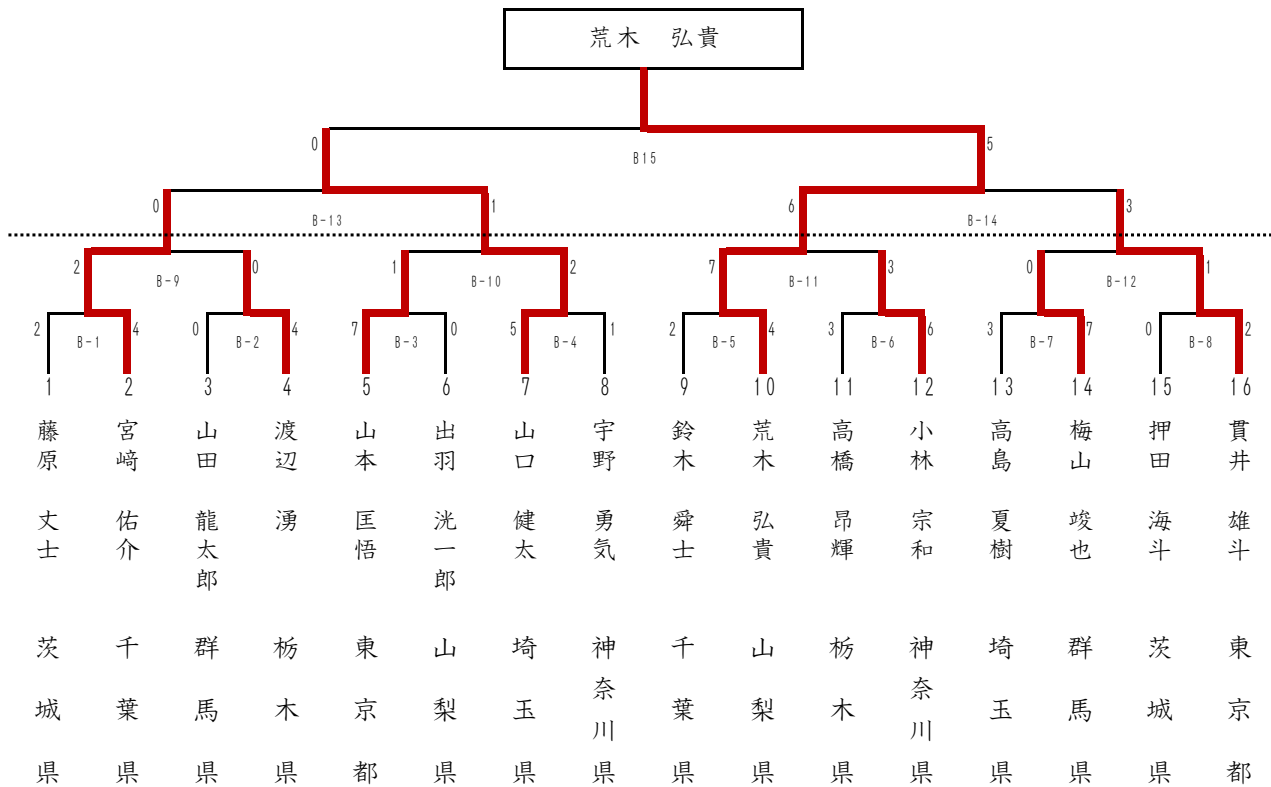 荒木 弘貴
0 5
B15
0 1 6 3
B-13 B-14
2 0 1 2 7 3 0 1
B-9 B-10 B-11 B-12
2 4 0 4 7 0 5 1 2 4 3 6 3 7 0 2
B-1 B-2 B-3 B-4 B-5 B-6 B-7 B-8
1 2 3 4 5 6 7 8 9 10 11 12 13 14 15 16
藤原 丈士
宮﨑 佑介
山田 龍太郎
渡辺 湧
山本 匡悟
出羽 洸一郎
山口 健太
宇野 勇気
鈴木 舜士
荒木 弘貴
高橋 昂輝
小林 宗和
高島 夏樹
梅山 竣也
押田 海斗
貫井 雄斗
茨城県
千葉県
群馬県
栃木県
東京都
山梨県
埼玉県
神奈川県
千葉県
山梨県
栃木県
神奈川県
埼玉県
群馬県
茨城県
東京都